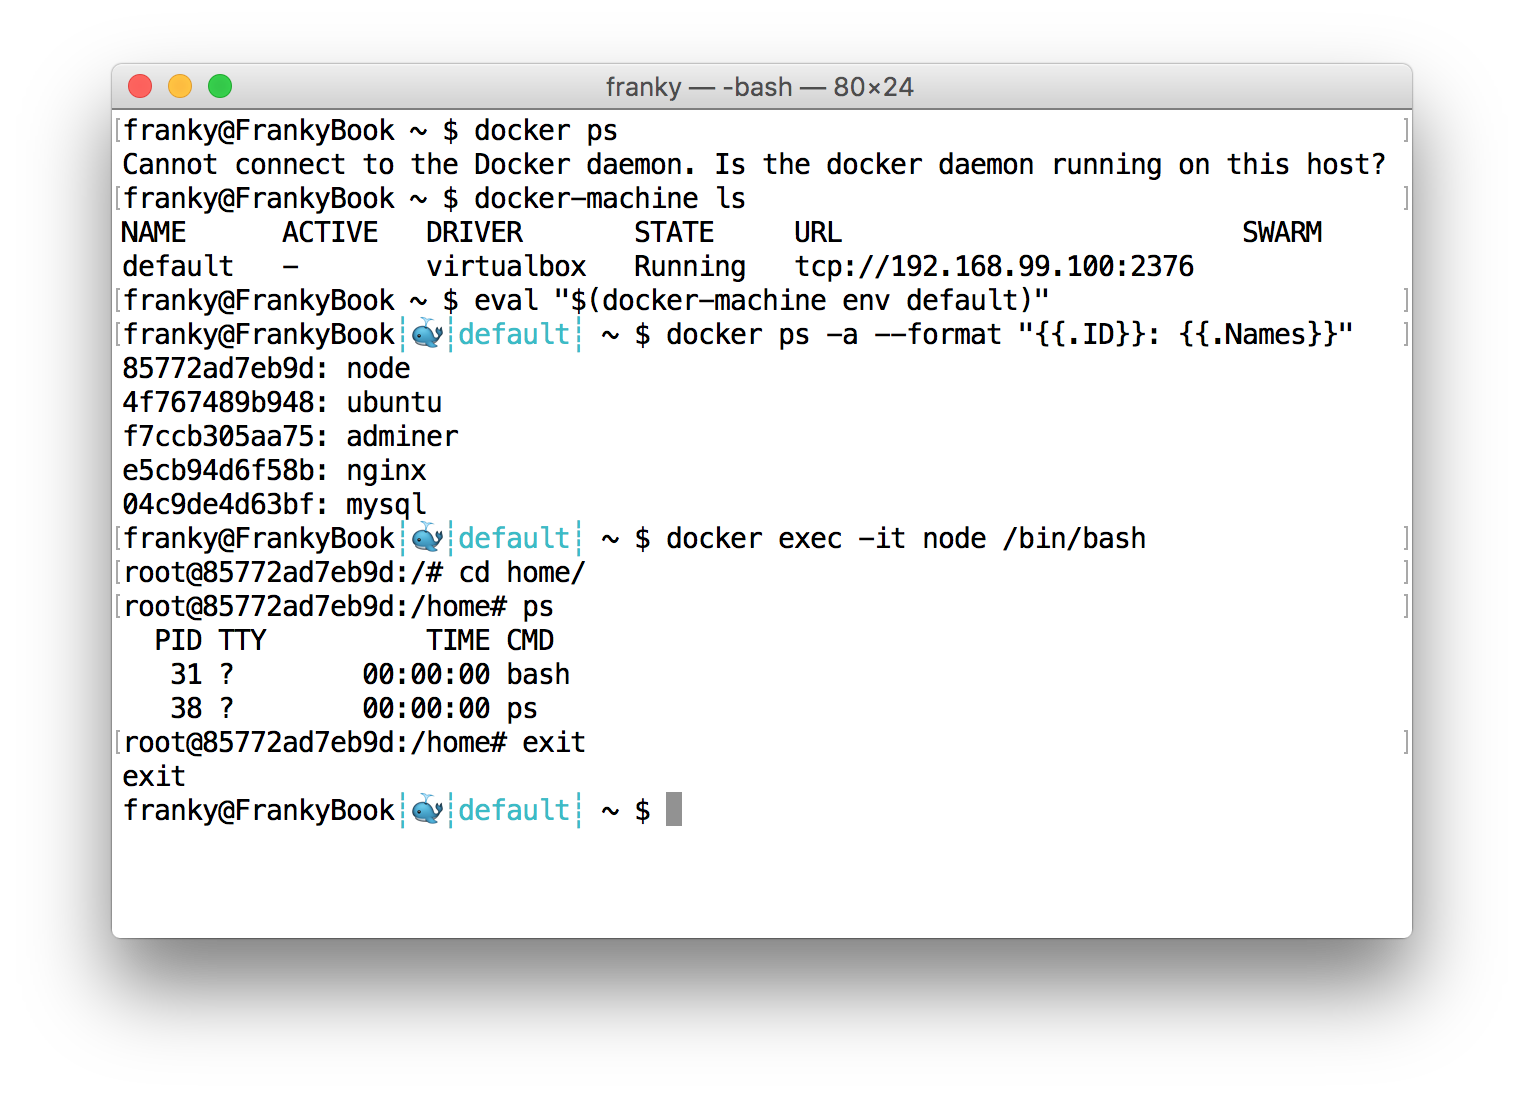 franky — -bash — 80×24
franky@FrankyBook ~ $ docker ps
Cannot connect to the Docker daemon. Is the docker daemon running on this host?
franky@FrankyBook ~ $ docker-machine ls
NAME      ACTIVE   DRIVER       STATE     URL                         SWARM
default   -        virtualbox   Running   tcp://192.168.99.100:2376
franky@FrankyBook ~ $ eval "$(docker-machine env default)"
franky@FrankyBook┊🐳┊default┊ ~ $ docker ps -a --format "{{.ID}}: {{.Names}}"
85772ad7eb9d: node
4f767489b948: ubuntu
f7ccb305aa75: adminer
e5cb94d6f58b: nginx
04c9de4d63bf: mysql
franky@FrankyBook┊🐳┊default┊ ~ $ docker exec -it node /bin/bash
root@85772ad7eb9d:/# cd home/
root@85772ad7eb9d:/home# ps
  PID TTY          TIME CMD
   31 ?        00:00:00 bash
   38 ?        00:00:00 ps
root@85772ad7eb9d:/home# exit
exit
franky@FrankyBook┊🐳┊default┊ ~ $